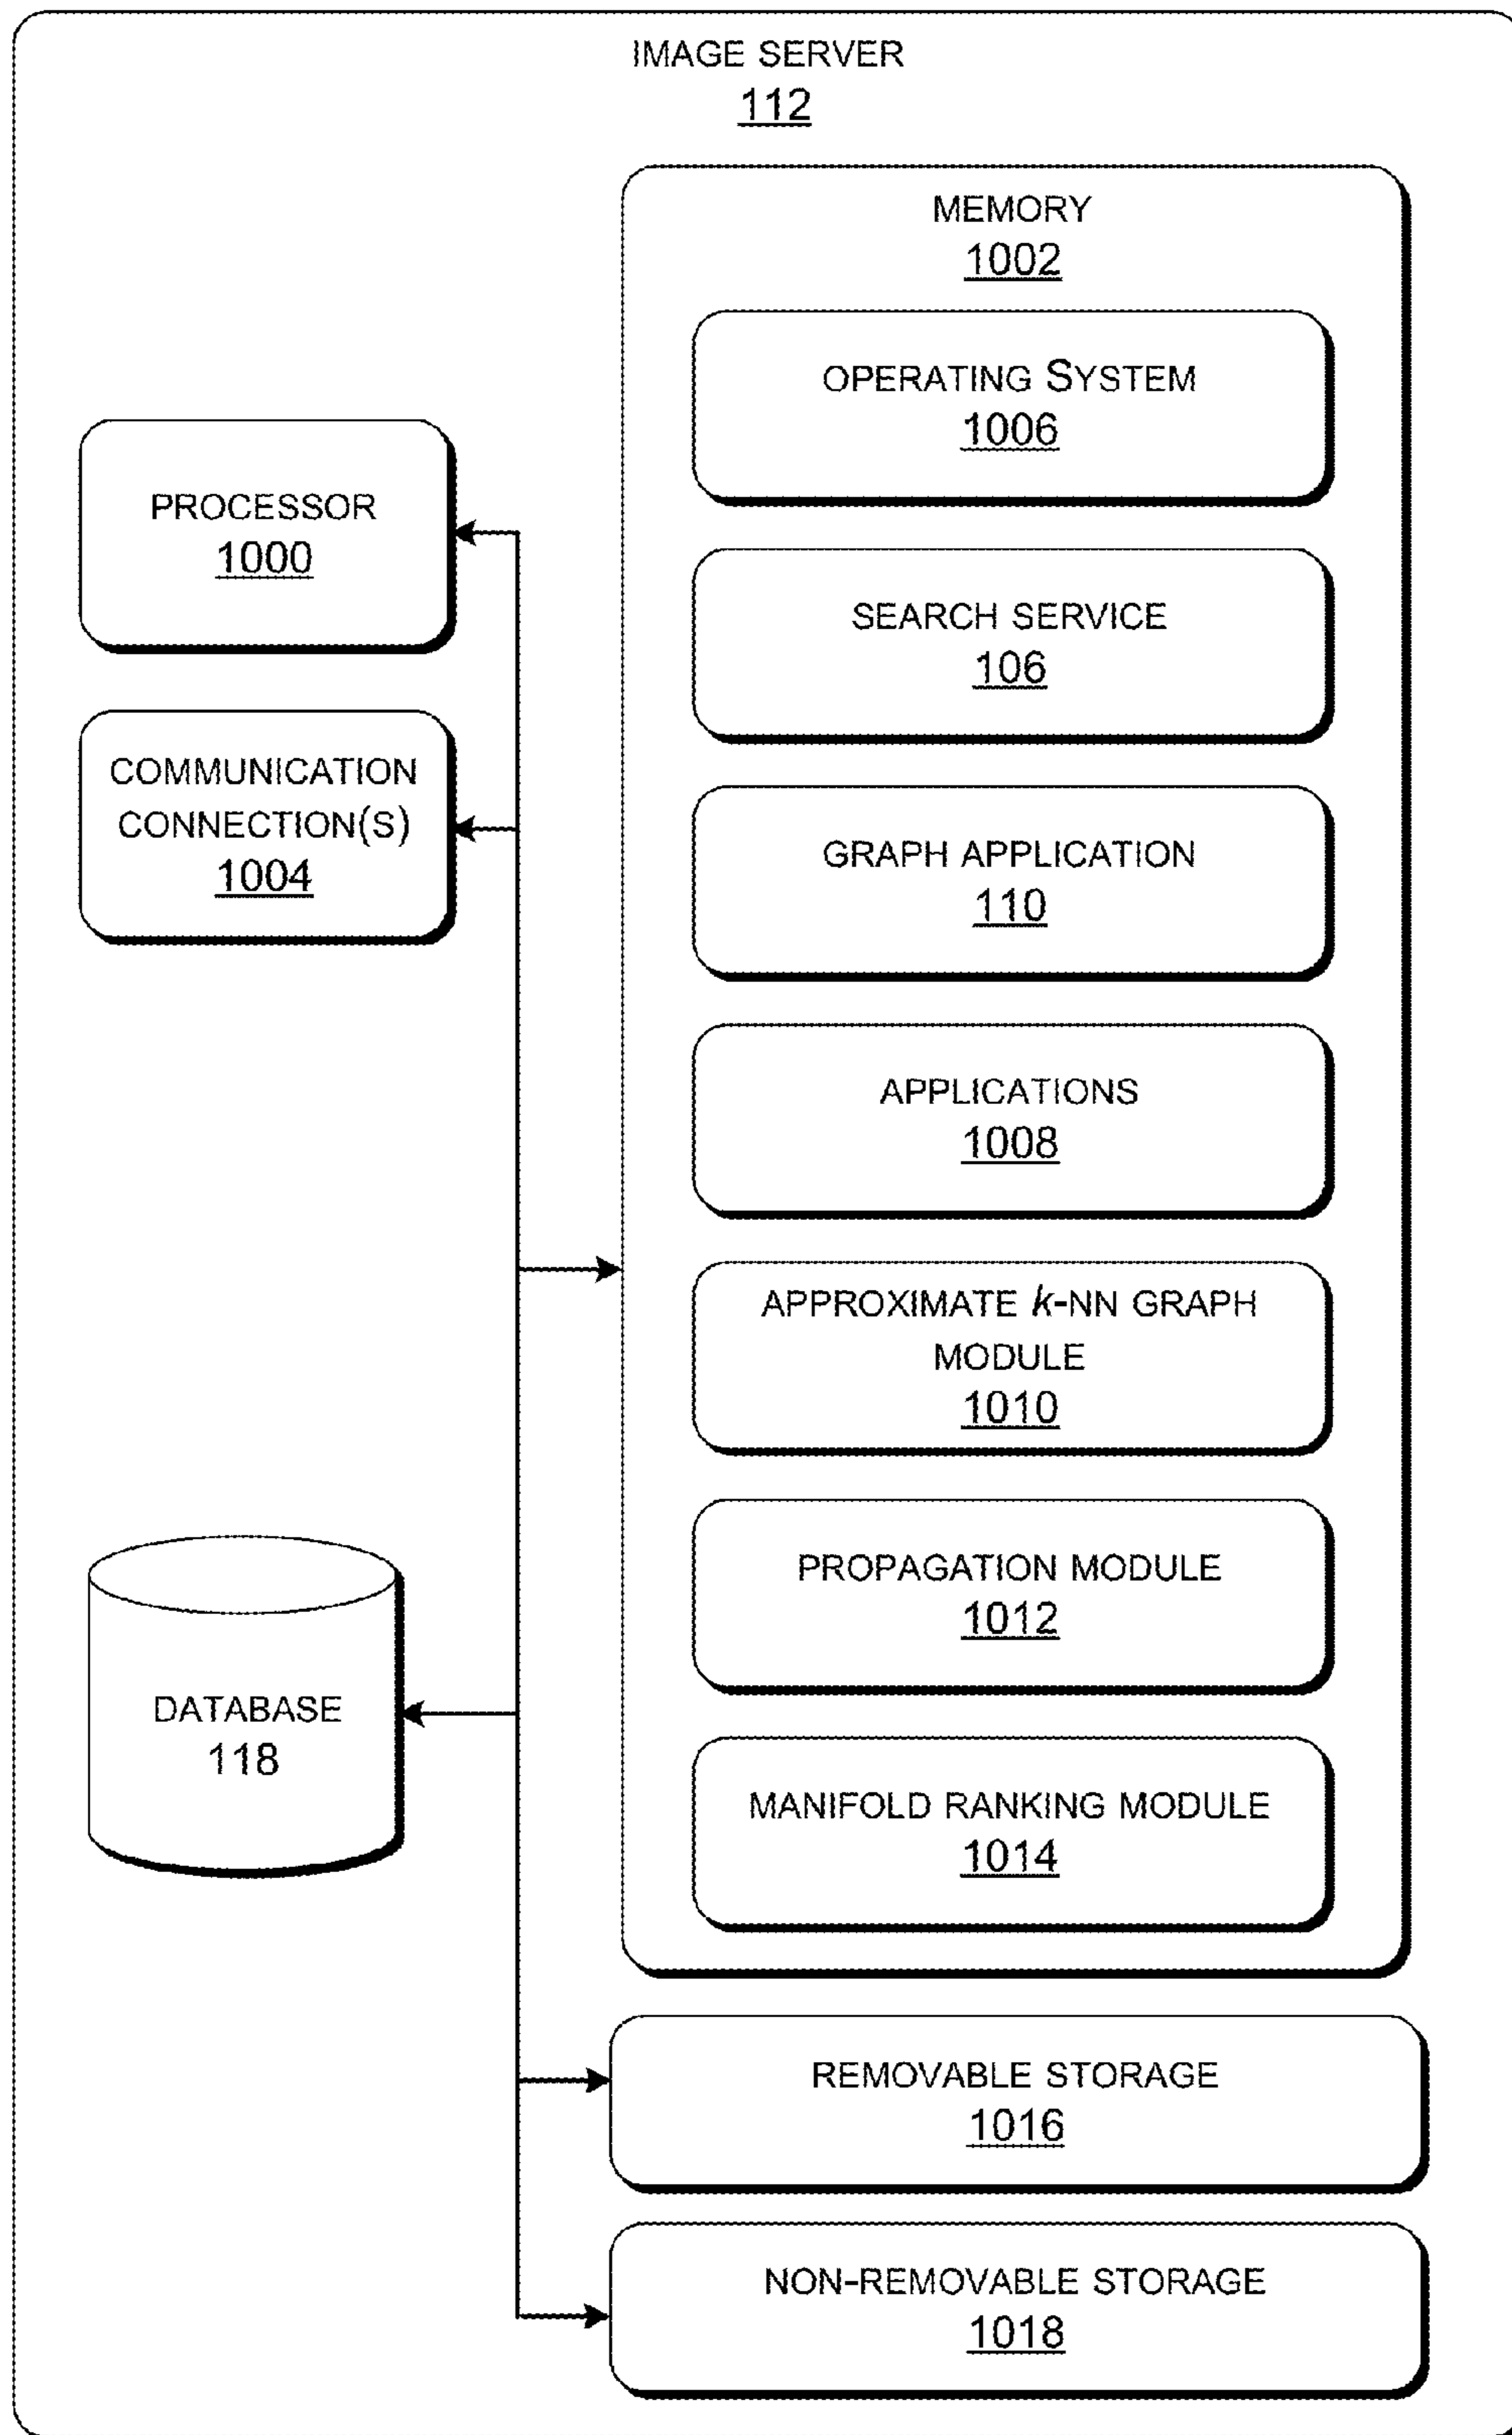 IMAGE SERVER
112
MEMORY
1002
OPERATING SYSTEM
1006
PROCESSOR
1000
SEARCH SERVICE
106
COMMUNICATION
CONNECTION(S)
1004
GRAPH APPLICATION
110
APPLICATIONS
1008
APPROXIMATE k-NN GRAPH
MODULE
1010
PROPAGATION MODULE
1012
DATABASE
118
MANIFOLD RANKING MODULE
1014
REMOVABLE STORAGE
1016
NON-REMOVABLE STORAGE
1018